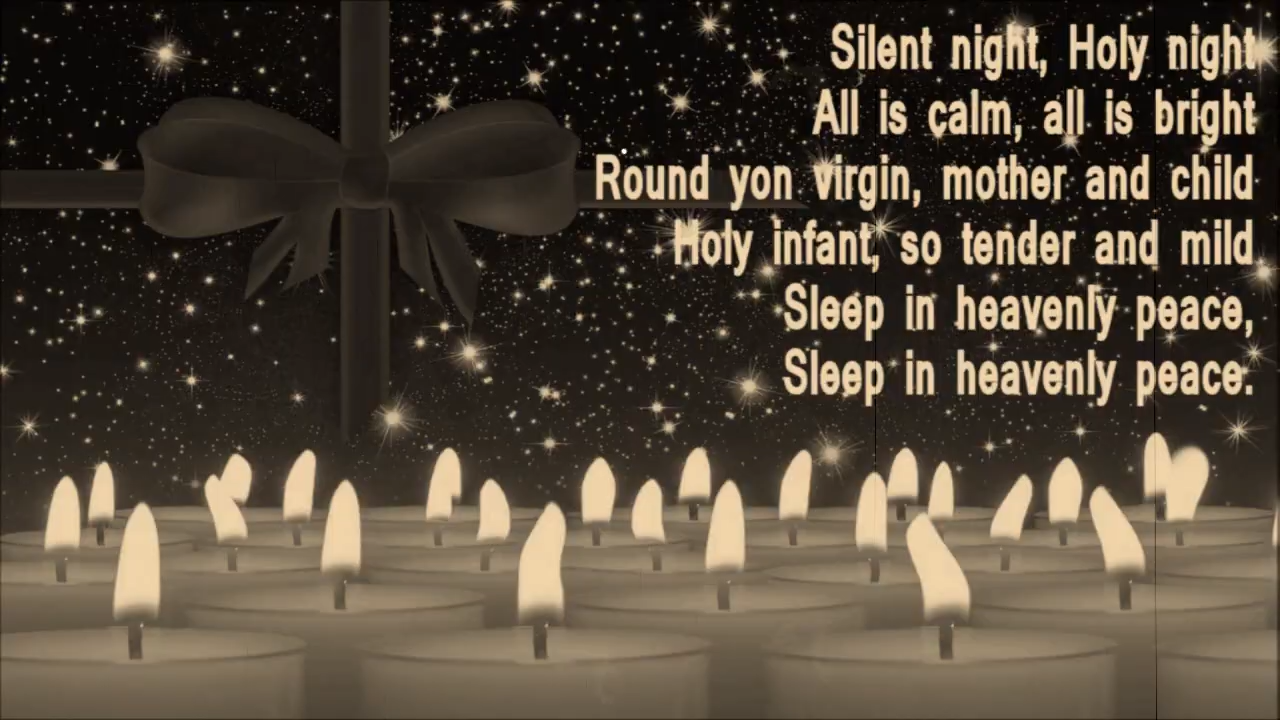 Silent night, Holy night
All is calm, all is bright
Round yon virgin, mother and child
Holy infant, so tender and mild
Sleep in heavenly peace,
Sleep in heavenly peace.